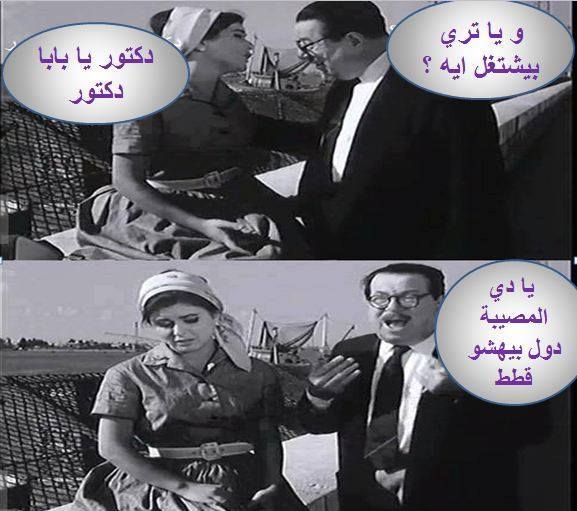 و يا تري
بيشتغل ايه ؟
دكتور يا بابا
دكتور
يا دي
المصيبة
دول بيهشو
قطط